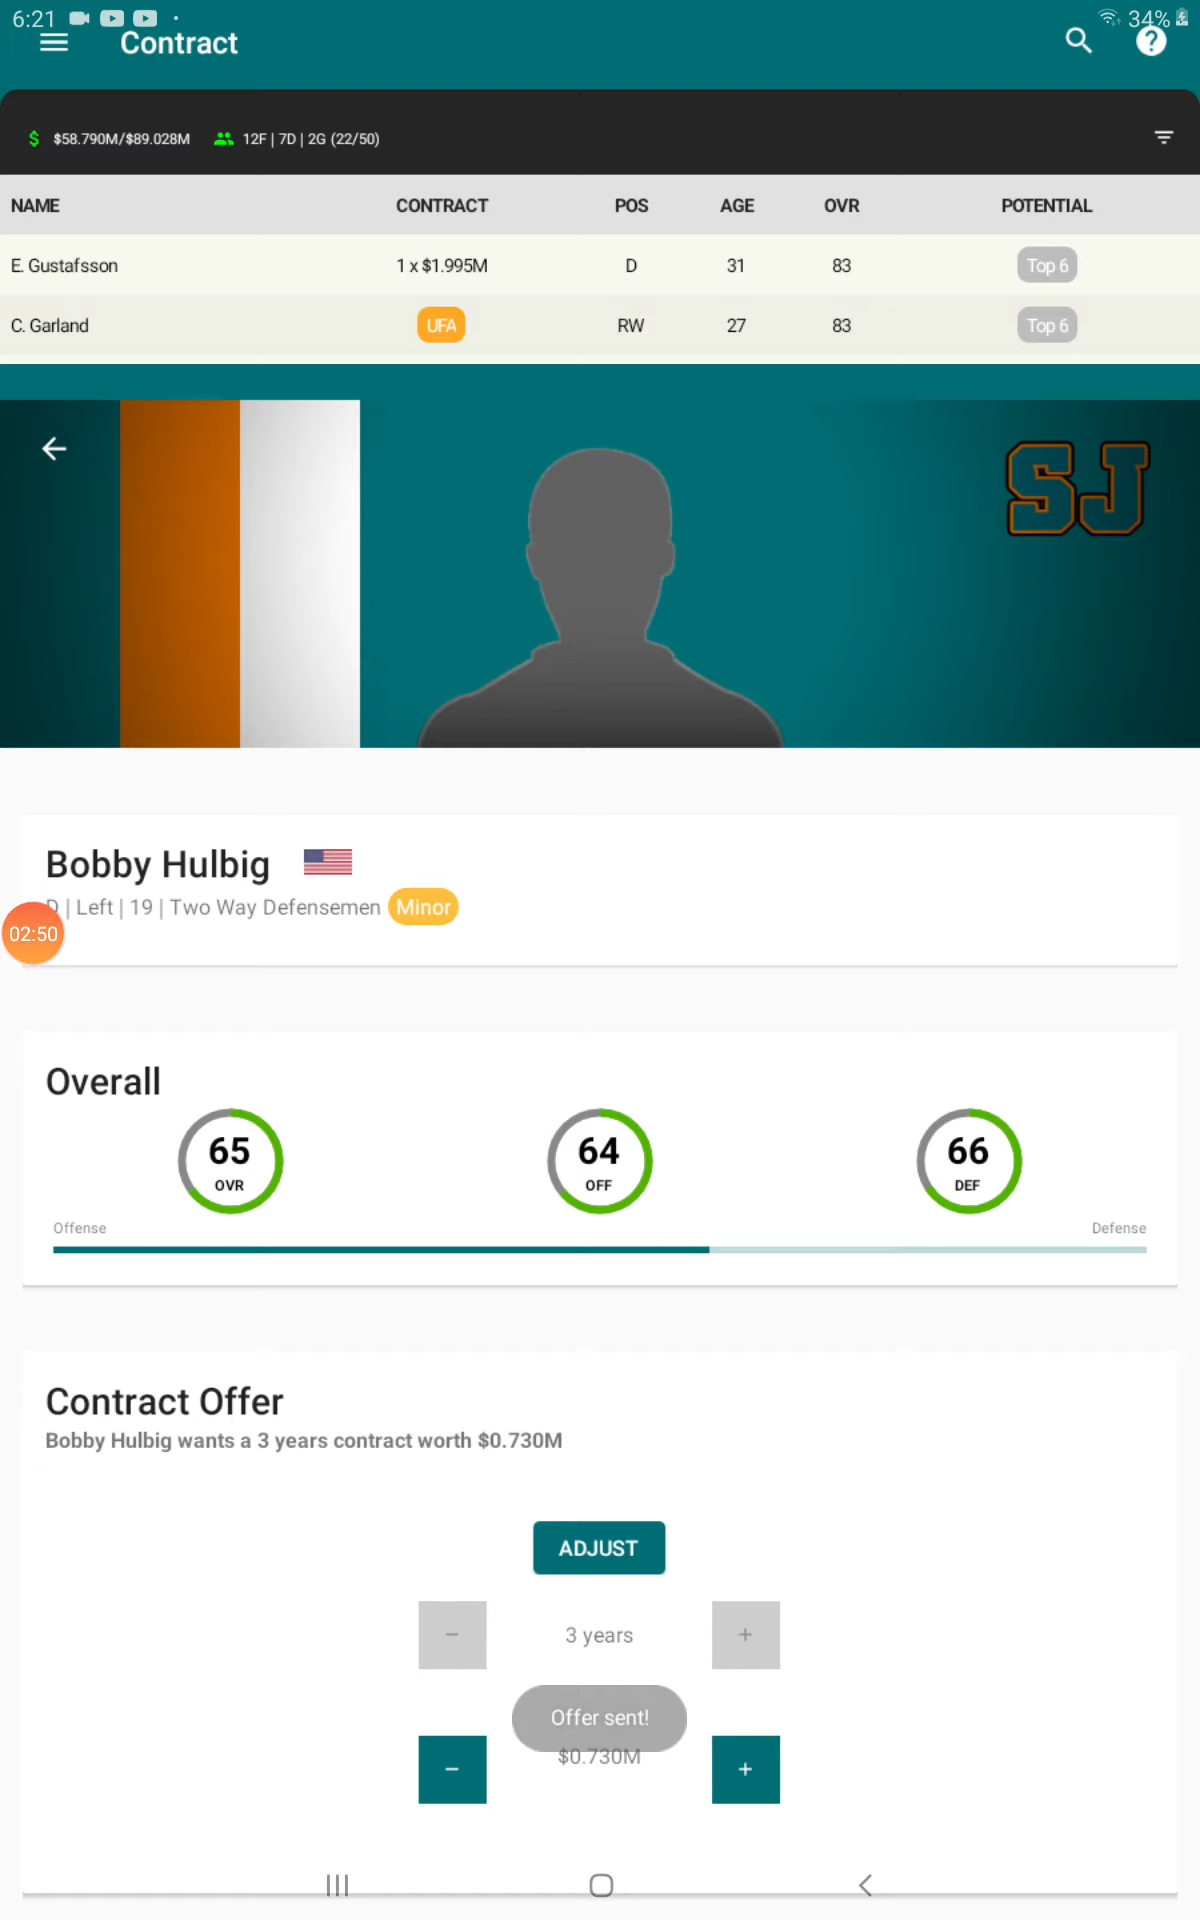 6:21 34%
Contract
$58.790M/$89.028M 12F | 7D | 2G (22/50)
NAME CONTRACT POS AGE OVR POTENTIAL
E. Gustafsson 1 x $1.995M D 31 83 Top 6
C. Garland UFA RW 27 83 Top 6
SJ
Bobby Hulbig
D | Left | 19 | Two Way Defensemen Minor
02:50
Overall
65 64 66
OVR OFF DEF
Offense Defense
Contract Offer
Bobby Hulbig wants a 3 years contract worth $0.730M
ADJUST
− 3 years +
Offer sent!
− $0.730M +